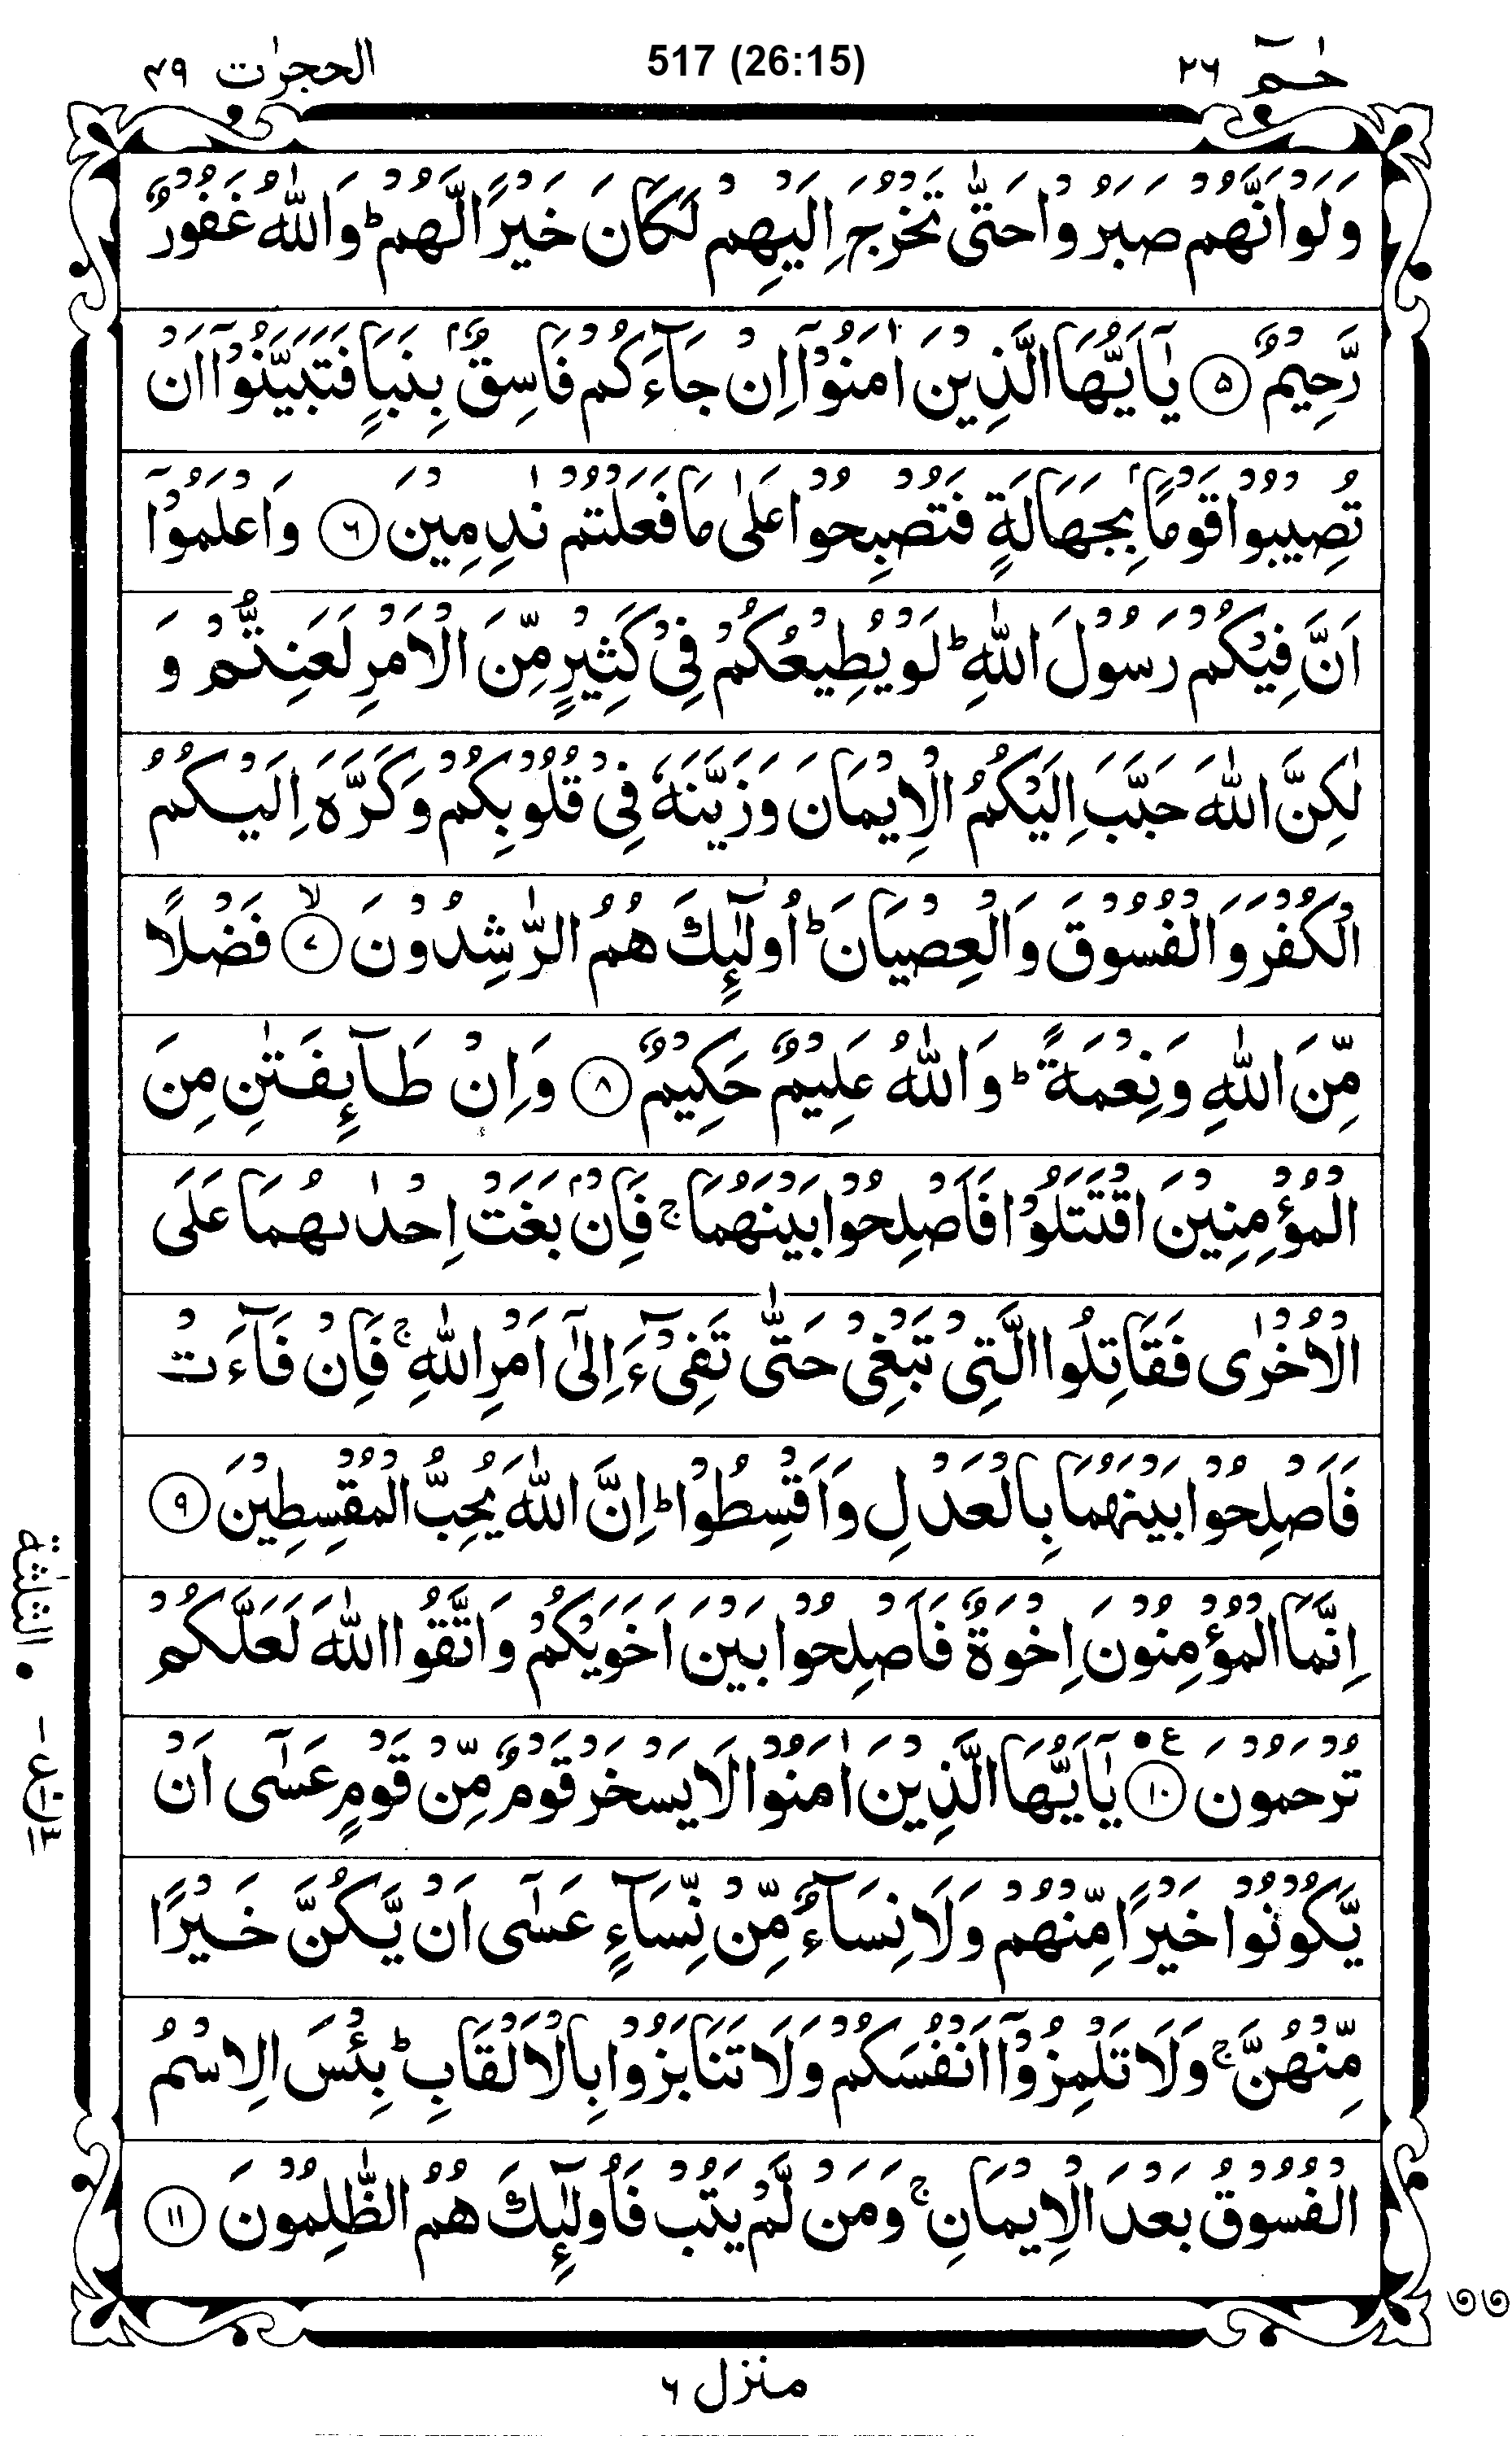 حٰمٓ ٢٦ 517 (26:15) الحجرٰت ٤٩
وَلَوْ اَنَّهُمْ صَبَرُوْا حَتّٰى تَخْرُجَ اِلَيْهِمْ لَكَانَ خَيْرًا لَّهُمْ ؕ وَاللّٰهُ غَفُوْرٌ
رَّحِيْمٌ ۝٥ يٰۤاَيُّهَا الَّذِيْنَ اٰمَنُوْۤا اِنْ جَآءَكُمْ فَاسِقٌۢ بِنَبَاٍ فَتَبَيَّنُوْۤا اَنْ
تُصِيْبُوْا قَوْمًۢا بِجَهَالَةٍ فَتُصْبِحُوْا عَلٰى مَا فَعَلْتُمْ نٰدِمِيْنَ ۝٦ وَاعْلَمُوْۤا
اَنَّ فِيْكُمْ رَسُوْلَ اللّٰهِ ؕ لَوْ يُطِيْعُكُمْ فِيْ كَثِيْرٍ مِّنَ الْاَمْرِ لَعَنِتُّمْ وَ
لٰكِنَّ اللّٰهَ حَبَّبَ اِلَيْكُمُ الْاِيْمَانَ وَزَيَّنَهٗ فِيْ قُلُوْبِكُمْ وَكَرَّهَ اِلَيْكُمُ
الْكُفْرَ وَالْفُسُوْقَ وَالْعِصْيَانَ ؕ اُولٰٓئِكَ هُمُ الرّٰشِدُوْنَ ۙ۝٧ فَضْلًا
مِّنَ اللّٰهِ وَنِعْمَةً ؕ وَاللّٰهُ عَلِيْمٌ حَكِيْمٌ ۝٨ وَاِنْ طَآئِفَتٰنِ مِنَ
الْمُؤْمِنِيْنَ اقْتَتَلُوْا فَاَصْلِحُوْا بَيْنَهُمَا ۚ فَاِنْۢ بَغَتْ اِحْدٰىهُمَا عَلَى
الْاُخْرٰى فَقَاتِلُوا الَّتِيْ تَبْغِيْ حَتّٰى تَفِيْٓءَ اِلٰۤى اَمْرِ اللّٰهِ ۚ فَاِنْ فَآءَتْ
فَاَصْلِحُوْا بَيْنَهُمَا بِالْعَدْلِ وَاَقْسِطُوْا ؕ اِنَّ اللّٰهَ يُحِبُّ الْمُقْسِطِيْنَ ۝٩
اِنَّمَا الْمُؤْمِنُوْنَ اِخْوَةٌ فَاَصْلِحُوْا بَيْنَ اَخَوَيْكُمْ وَاتَّقُوا اللّٰهَ لَعَلَّكُمْ
تُرْحَمُوْنَ ۝١٠ ع يٰۤاَيُّهَا الَّذِيْنَ اٰمَنُوْا لَا يَسْخَرْ قَوْمٌ مِّنْ قَوْمٍ عَسٰۤى اَنْ
يَّكُوْنُوْا خَيْرًا مِّنْهُمْ وَلَا نِسَآءٌ مِّنْ نِّسَآءٍ عَسٰۤى اَنْ يَّكُنَّ خَيْرًا
مِّنْهُنَّ ۚ وَلَا تَلْمِزُوْۤا اَنْفُسَكُمْ وَلَا تَنَابَزُوْا بِالْاَلْقَابِ ؕ بِئْسَ الِاسْمُ
الْفُسُوْقُ بَعْدَ الْاِيْمَانِ ۚ وَمَنْ لَّمْ يَتُبْ فَاُولٰٓئِكَ هُمُ الظّٰلِمُوْنَ ۝١١
الثلٰثة
منزل ٦